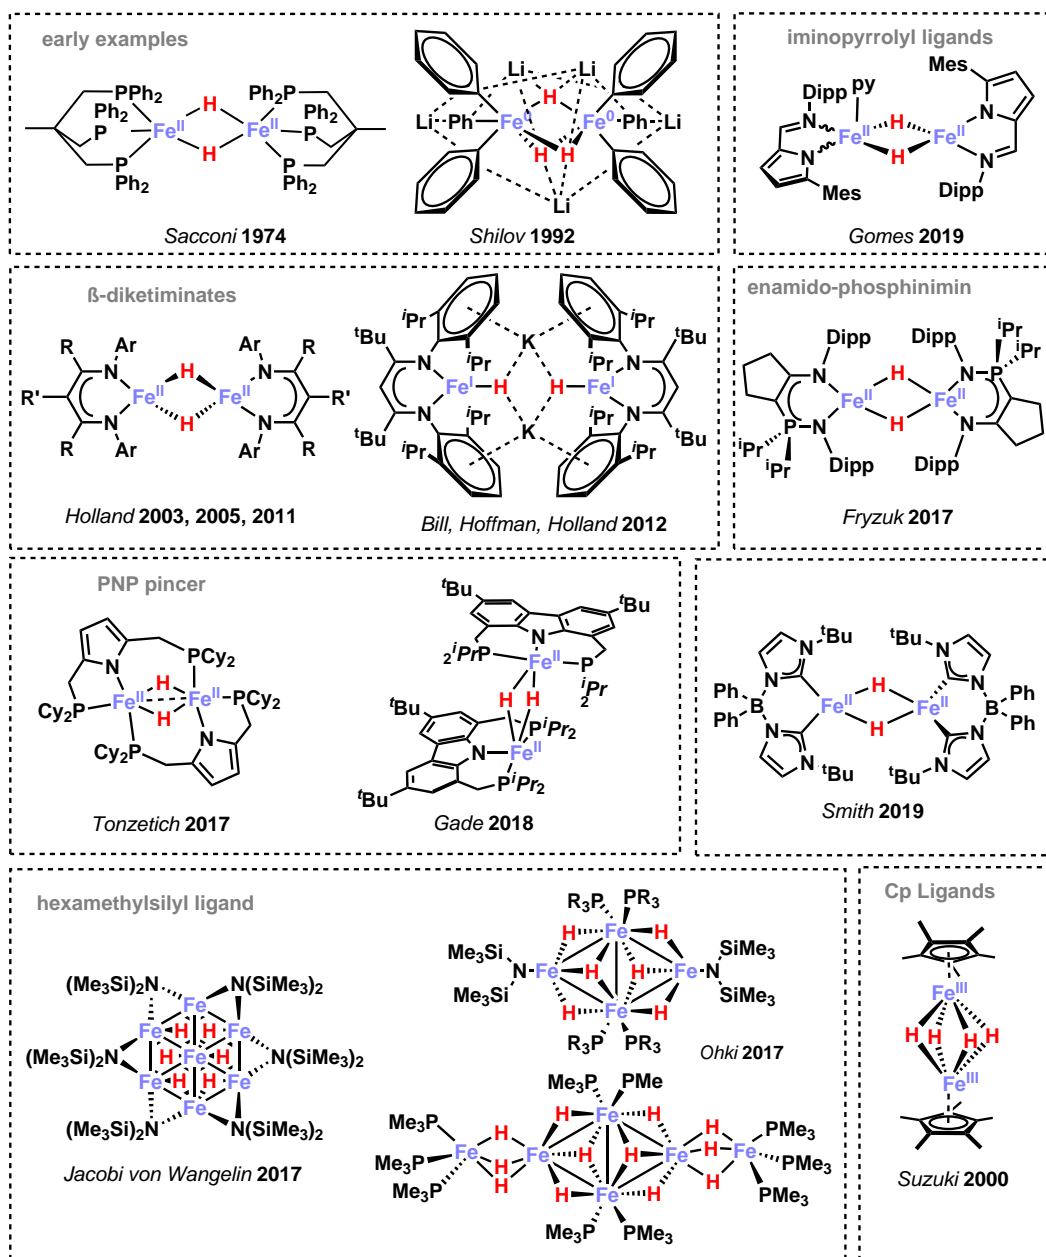 early examples
Ph2
P
Ph2
P
P
Ph2
FeII
H
H
FeII
Ph2
P
Ph2
P
P
Ph2
Sacconi 1974
Li
Li
H
Li
Ph
Fe0
Fe0
Ph
Li
H
H
Li
Shilov 1992
iminopyrrolyl ligands
Mes
py
Dipp
N
N
FeII
H
H
FeII
N
N
Mes
Dipp
Gomes 2019
ß-diketiminates
R
Ar
Ar
R
N
H
N
R'
FeII
FeII
R'
N
H
N
R
Ar
Ar
R
Holland 2003, 2005, 2011
iPr
iPr
tBu
K
tBu
N
iPr
iPr
N
FeI
H
H
FeI
N
iPr
iPr
N
tBu
K
tBu
iPr
iPr
Bill, Hoffman, Holland 2012
enamido-phosphinimin
Dipp
Dipp
iPr
iPr
N
H
N
P
FeII
FeII
P
N
H
N
iPr
iPr
Dipp
Dipp
Fryzuk 2017
PNP pincer
N
PCy2
H
FeII
FeII
Cy2P
H
PCy2
Cy2P
N
Tonzetich 2017
tBu
tBu
N
2iPr
P
FeII
P
iPr
2
H
H
tBu
PiPr2
N
FeII
PiPr2
tBu
Gade 2018
tBu
tBu
N
N
N
N
Ph
B
Ph
FeII
H
H
FeII
Ph
B
Ph
N
N
N
N
tBu
tBu
Smith 2019
hexamethylsilyl ligand
(Me3Si)2N
N(SiMe3)2
Fe
Fe
H
H
Fe
(Me3Si)2N
H
Fe
H
N(SiMe3)2
Fe
H
H
Fe
Fe
(Me3Si)2N
N(SiMe3)2
Jacobi von Wangelin 2017
R3P
PR3
Me3Si
H
Fe
H
SiMe3
N
Fe
H
H
Fe
N
Me3Si
H
Fe
H
SiMe3
R3P
PR3
Ohki 2017
Me3P
PMe
Me3P
H
H
Fe
H
H
PMe3
Me3P
Fe
H
Fe
H
H
Fe
H
Fe
PMe3
Me3P
H
H
Fe
H
H
PMe3
Me3P
PMe3
Cp Ligands
FeIII
H
H
H
H
FeIII
Suzuki 2000